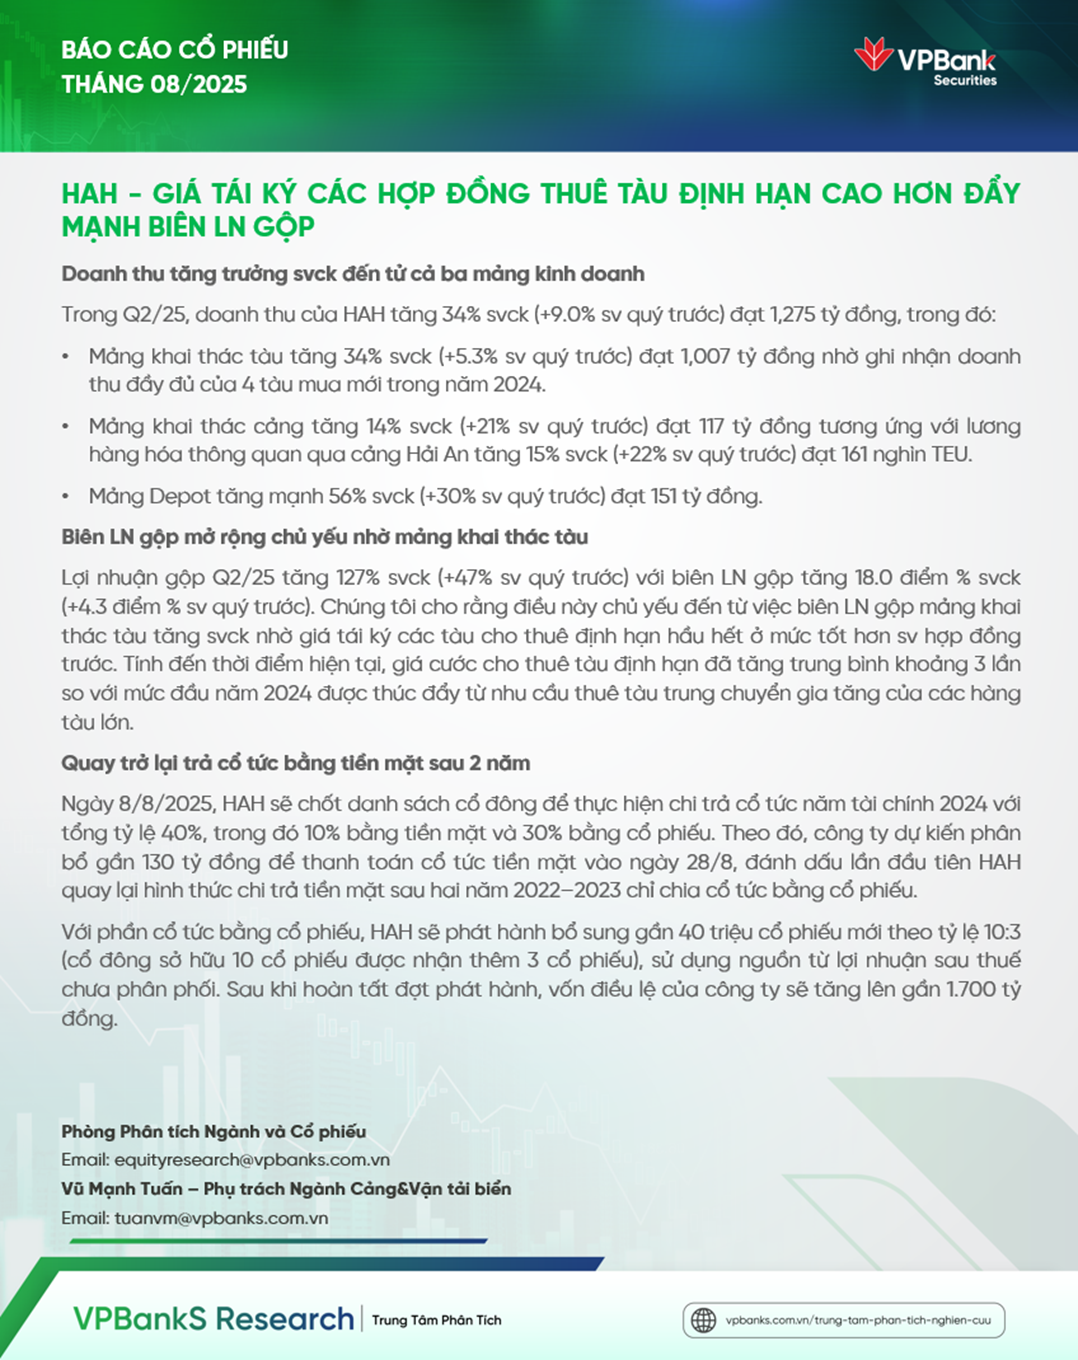 BÁO CÁO CỔ PHIẾU
THÁNG 08/2025
VPBank
Securities
HAH - GIÁ TÁI KÝ CÁC HỢP ĐỒNG THUÊ TÀU ĐỊNH HẠN CAO HƠN ĐẨY
MẠNH BIÊN LN GỘP
Doanh thu tăng trưởng svck đến từ cả ba mảng kinh doanh
Trong Q2/25, doanh thu của HAH tăng 34% svck (+9.0% sv quý trước) đạt 1,275 tỷ đồng, trong đó:
• Mảng khai thác tàu tăng 34% svck (+5.3% sv quý trước) đạt 1,007 tỷ đồng nhờ ghi nhận doanh
thu đầy đủ của 4 tàu mua mới trong năm 2024.
• Mảng khai thác cảng tăng 14% svck (+21% sv quý trước) đạt 117 tỷ đồng tương ứng với lương
hàng hóa thông quan qua cảng Hải An tăng 15% svck (+22% sv quý trước) đạt 161 nghìn TEU.
• Mảng Depot tăng mạnh 56% svck (+30% sv quý trước) đạt 151 tỷ đồng.
Biên LN gộp mở rộng chủ yếu nhờ mảng khai thác tàu
Lợi nhuận gộp Q2/25 tăng 127% svck (+47% sv quý trước) với biên LN gộp tăng 18.0 điểm % svck
(+4.3 điểm % sv quý trước). Chúng tôi cho rằng điều này chủ yếu đến từ việc biên LN gộp mảng khai
thác tàu tăng svck nhờ giá tái ký các tàu cho thuê định hạn hầu hết ở mức tốt hơn sv hợp đồng
trước. Tính đến thời điểm hiện tại, giá cước cho thuê tàu định hạn đã tăng trung bình khoảng 3 lần
so với mức đầu năm 2024 được thúc đẩy từ nhu cầu thuê tàu trung chuyển gia tăng của các hãng
tàu lớn.
Quay trở lại trả cổ tức bằng tiền mặt sau 2 năm
Ngày 8/8/2025, HAH sẽ chốt danh sách cổ đông để thực hiện chi trả cổ tức năm tài chính 2024 với
tổng tỷ lệ 40%, trong đó 10% bằng tiền mặt và 30% bằng cổ phiếu. Theo đó, công ty dự kiến phân
bổ gần 130 tỷ đồng để thanh toán cổ tức tiền mặt vào ngày 28/8, đánh dấu lần đầu tiên HAH
quay lại hình thức chi trả tiền mặt sau hai năm 2022–2023 chỉ chia cổ tức bằng cổ phiếu.
Với phần cổ tức bằng cổ phiếu, HAH sẽ phát hành bổ sung gần 40 triệu cổ phiếu mới theo tỷ lệ 10:3
(cổ đông sở hữu 10 cổ phiếu được nhận thêm 3 cổ phiếu), sử dụng nguồn từ lợi nhuận sau thuế
chưa phân phối. Sau khi hoàn tất đợt phát hành, vốn điều lệ của công ty sẽ tăng lên gần 1.700 tỷ
đồng.
Phòng Phân tích Ngành và Cổ phiếu
Email: equityresearch@vpbanks.com.vn
Vũ Mạnh Tuấn – Phụ trách Ngành Cảng&Vận tải biển
Email: tuanvm@vpbanks.com.vn
VPBankS Research
Trung Tâm Phân Tích
vpbanks.com.vn/trung-tam-phan-tich-nghien-cuu